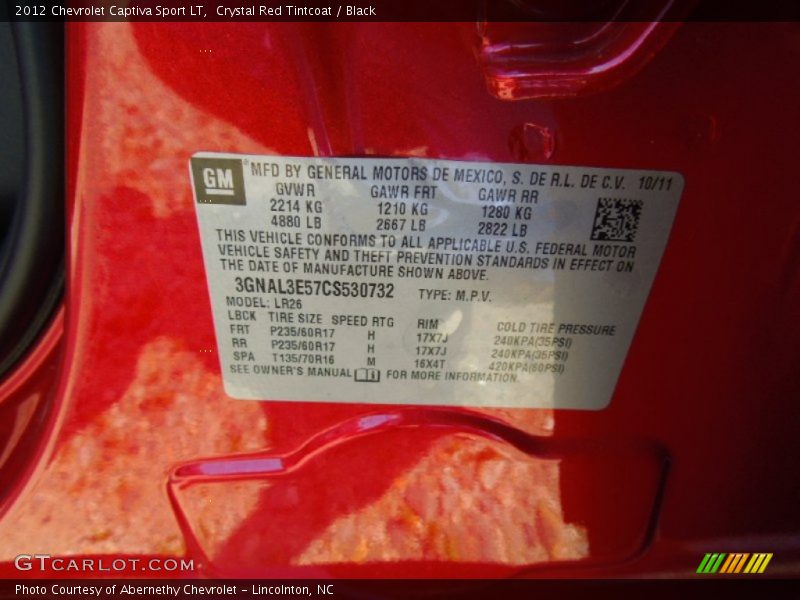 2012 Chevrolet Captiva Sport LT,  Crystal Red Tintcoat / Black
GM
MFD BY GENERAL MOTORS DE MEXICO, S. DE R.L. DE C.V. 10/11
GVWR GAWR FRT GAWR RR
2214 KG 1210 KG 1280 KG
4880 LB 2667 LB 2822 LB
THIS VEHICLE CONFORMS TO ALL APPLICABLE U.S. FEDERAL MOTOR
VEHICLE SAFETY AND THEFT PREVENTION STANDARDS IN EFFECT ON
THE DATE OF MANUFACTURE SHOWN ABOVE.
3GNAL3E57CS530732 TYPE: M.P.V.
MODEL: LR26
LBCK TIRE SIZE SPEED RTG RIM COLD TIRE PRESSURE
FRT P235/60R17 H 17X7J 240KPA(35PSI)
RR P235/60R17 H 17X7J 240KPA(35PSI)
SPA T135/70R16 M 16X4T 420KPA(60PSI)
SEE OWNER'S MANUAL FOR MORE INFORMATION
GTCARLOT.COM
Photo Courtesy of Abernethy Chevrolet - Lincolnton, NC